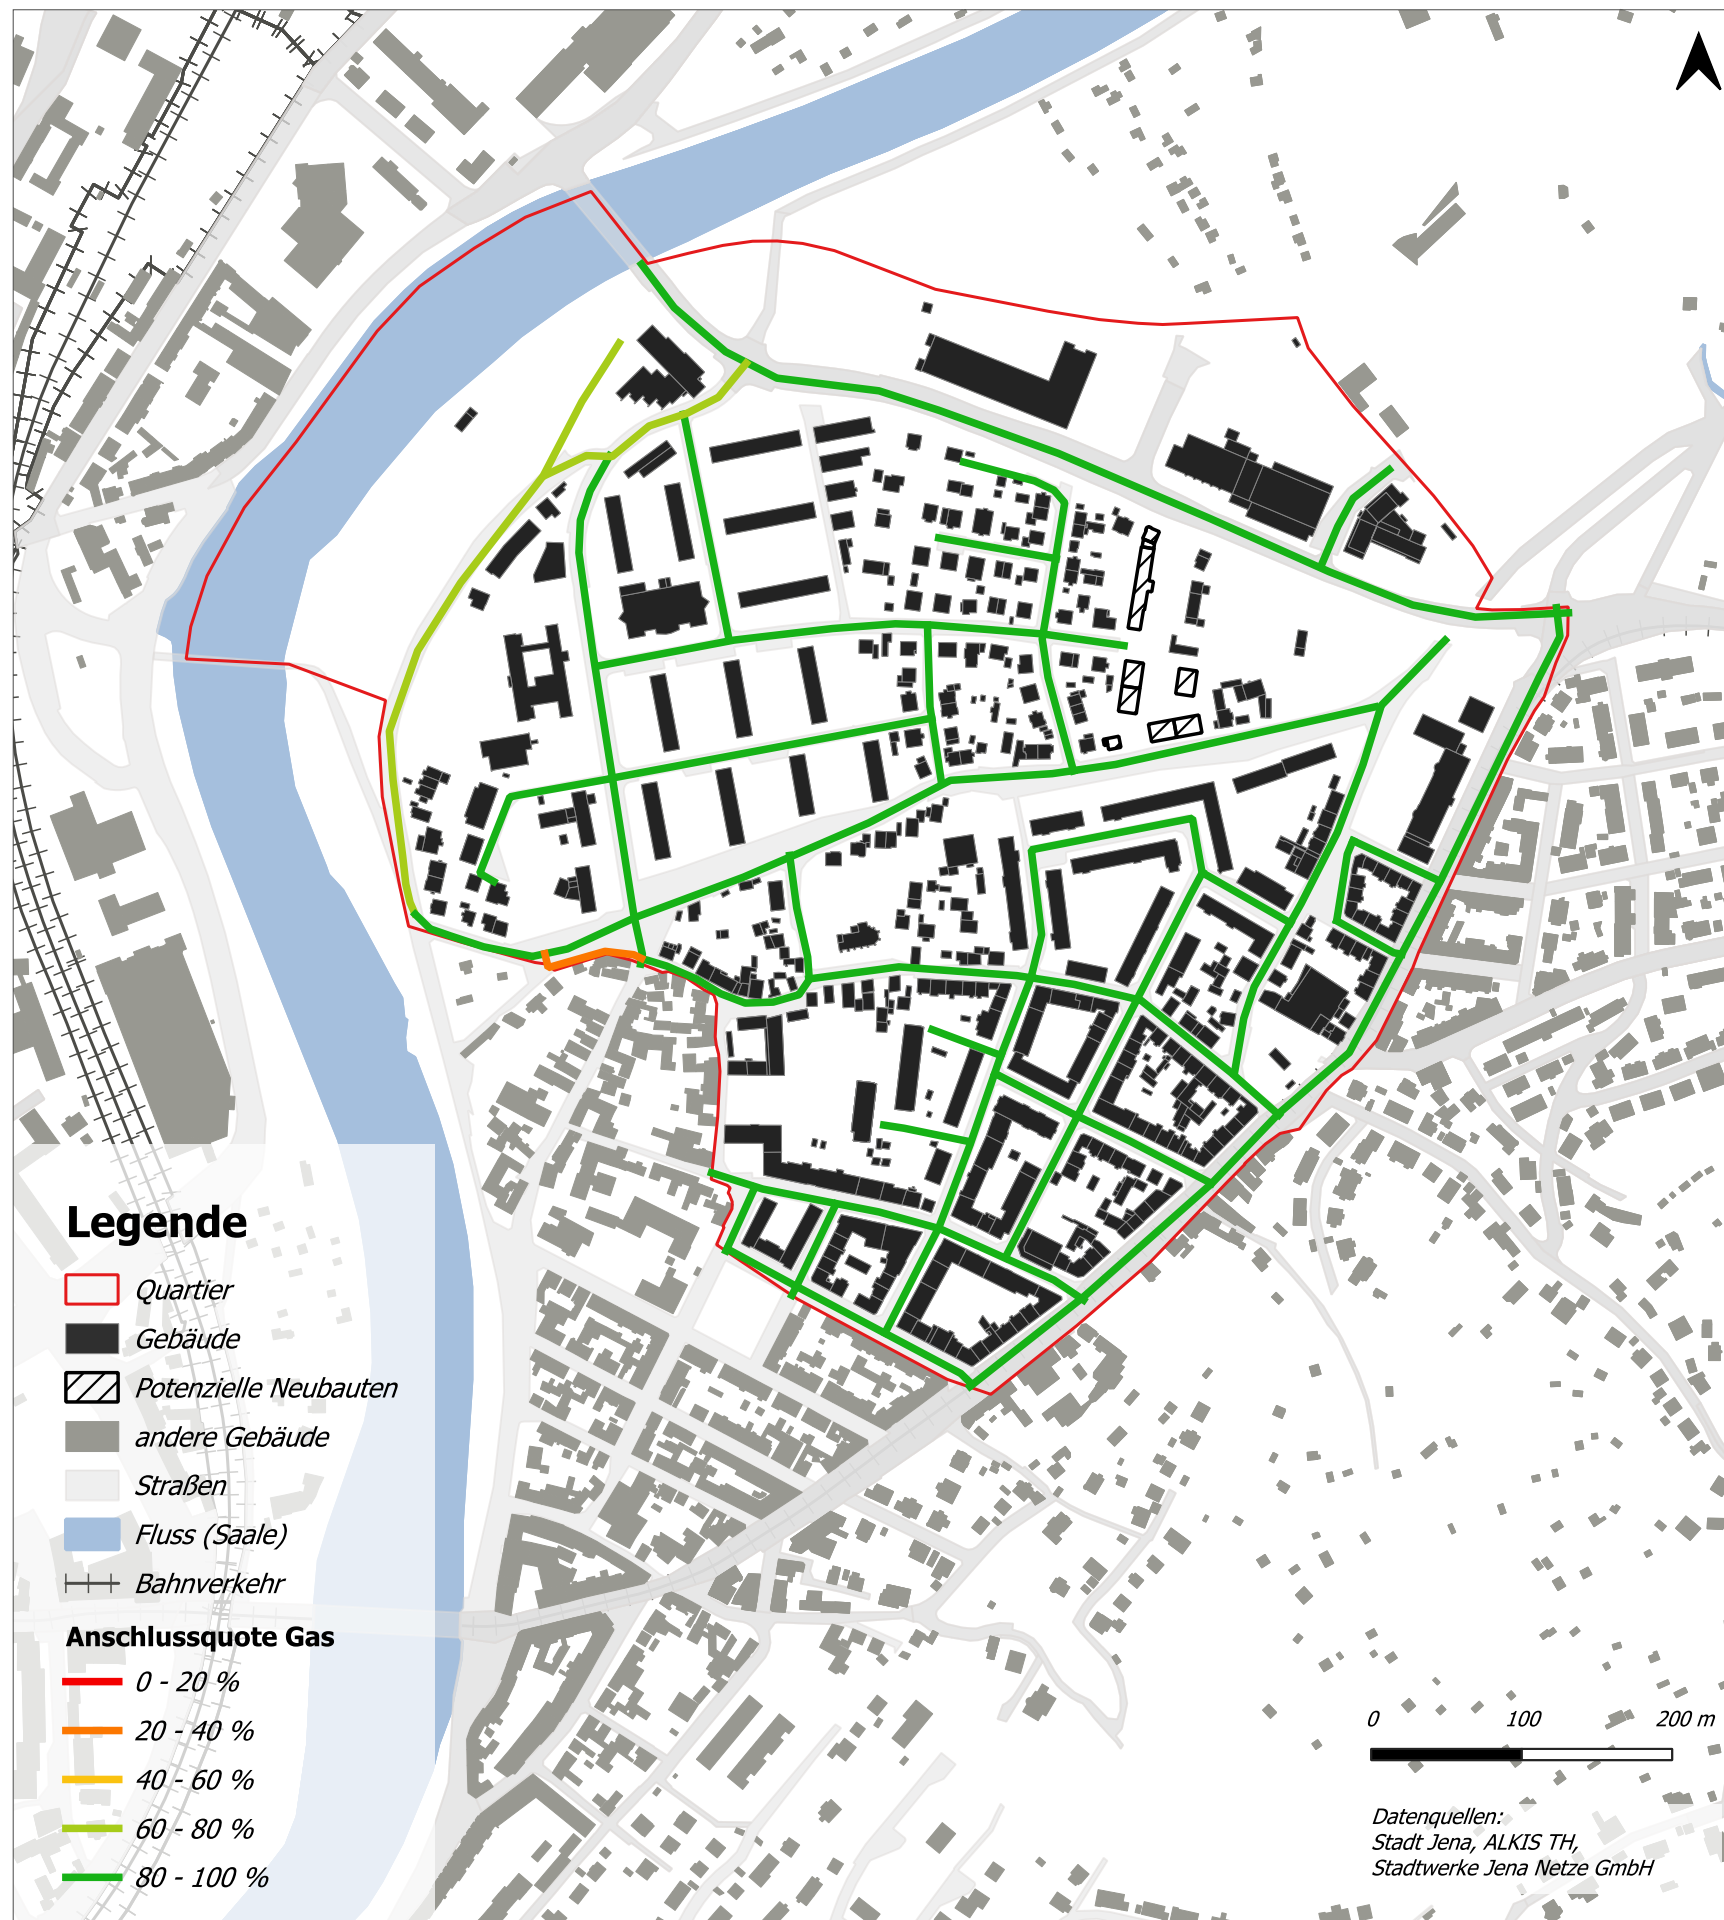 Legende
Quartier
Gebäude
Potenzielle Neubauten
andere Gebäude
Straßen
Fluss (Saale)
Bahnverkehr
Anschlussquote Gas
0 - 20 %
20 - 40 %
40 - 60 %
60 - 80 %
80 - 100 %
0 100 200 m
Datenquellen:
Stadt Jena, ALKIS TH,
Stadtwerke Jena Netze GmbH